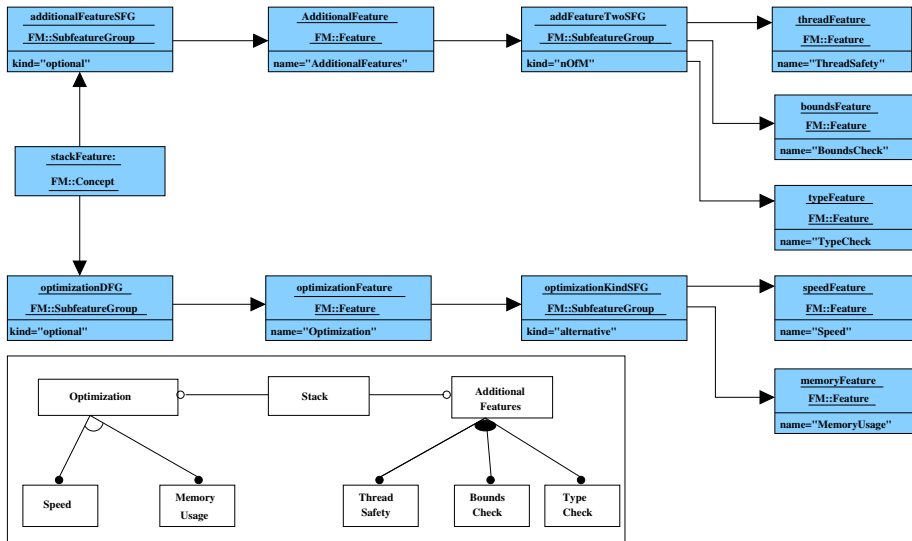 additionalFeatureSFG
FM::SubfeatureGroup
kind="optional"
AdditionalFeature
FM::Feature
name="AdditionalFeatures"
addFeatureTwoSFG
FM::SubfeatureGroup
kind="nOfM"
threadFeature
FM::Feature
name="ThreadSafety"
boundsFeature
FM::Feature
name="BoundsCheck"
stackFeature:
FM::Concept
typeFeature
FM::Feature
name="TypeCheck
optimizationDFG
FM::SubfeatureGroup
kind="optional"
optimizationFeature
FM::Feature
name="Optimization"
optimizationKindSFG
FM::SubfeatureGroup
kind="alternative"
speedFeature
FM::Feature
name="Speed"
memoryFeature
FM::Feature
name="MemoryUsage"
Optimization
Stack
Additional
Features
Speed
Memory
Usage
Thread
Safety
Bounds
Check
Type
Check